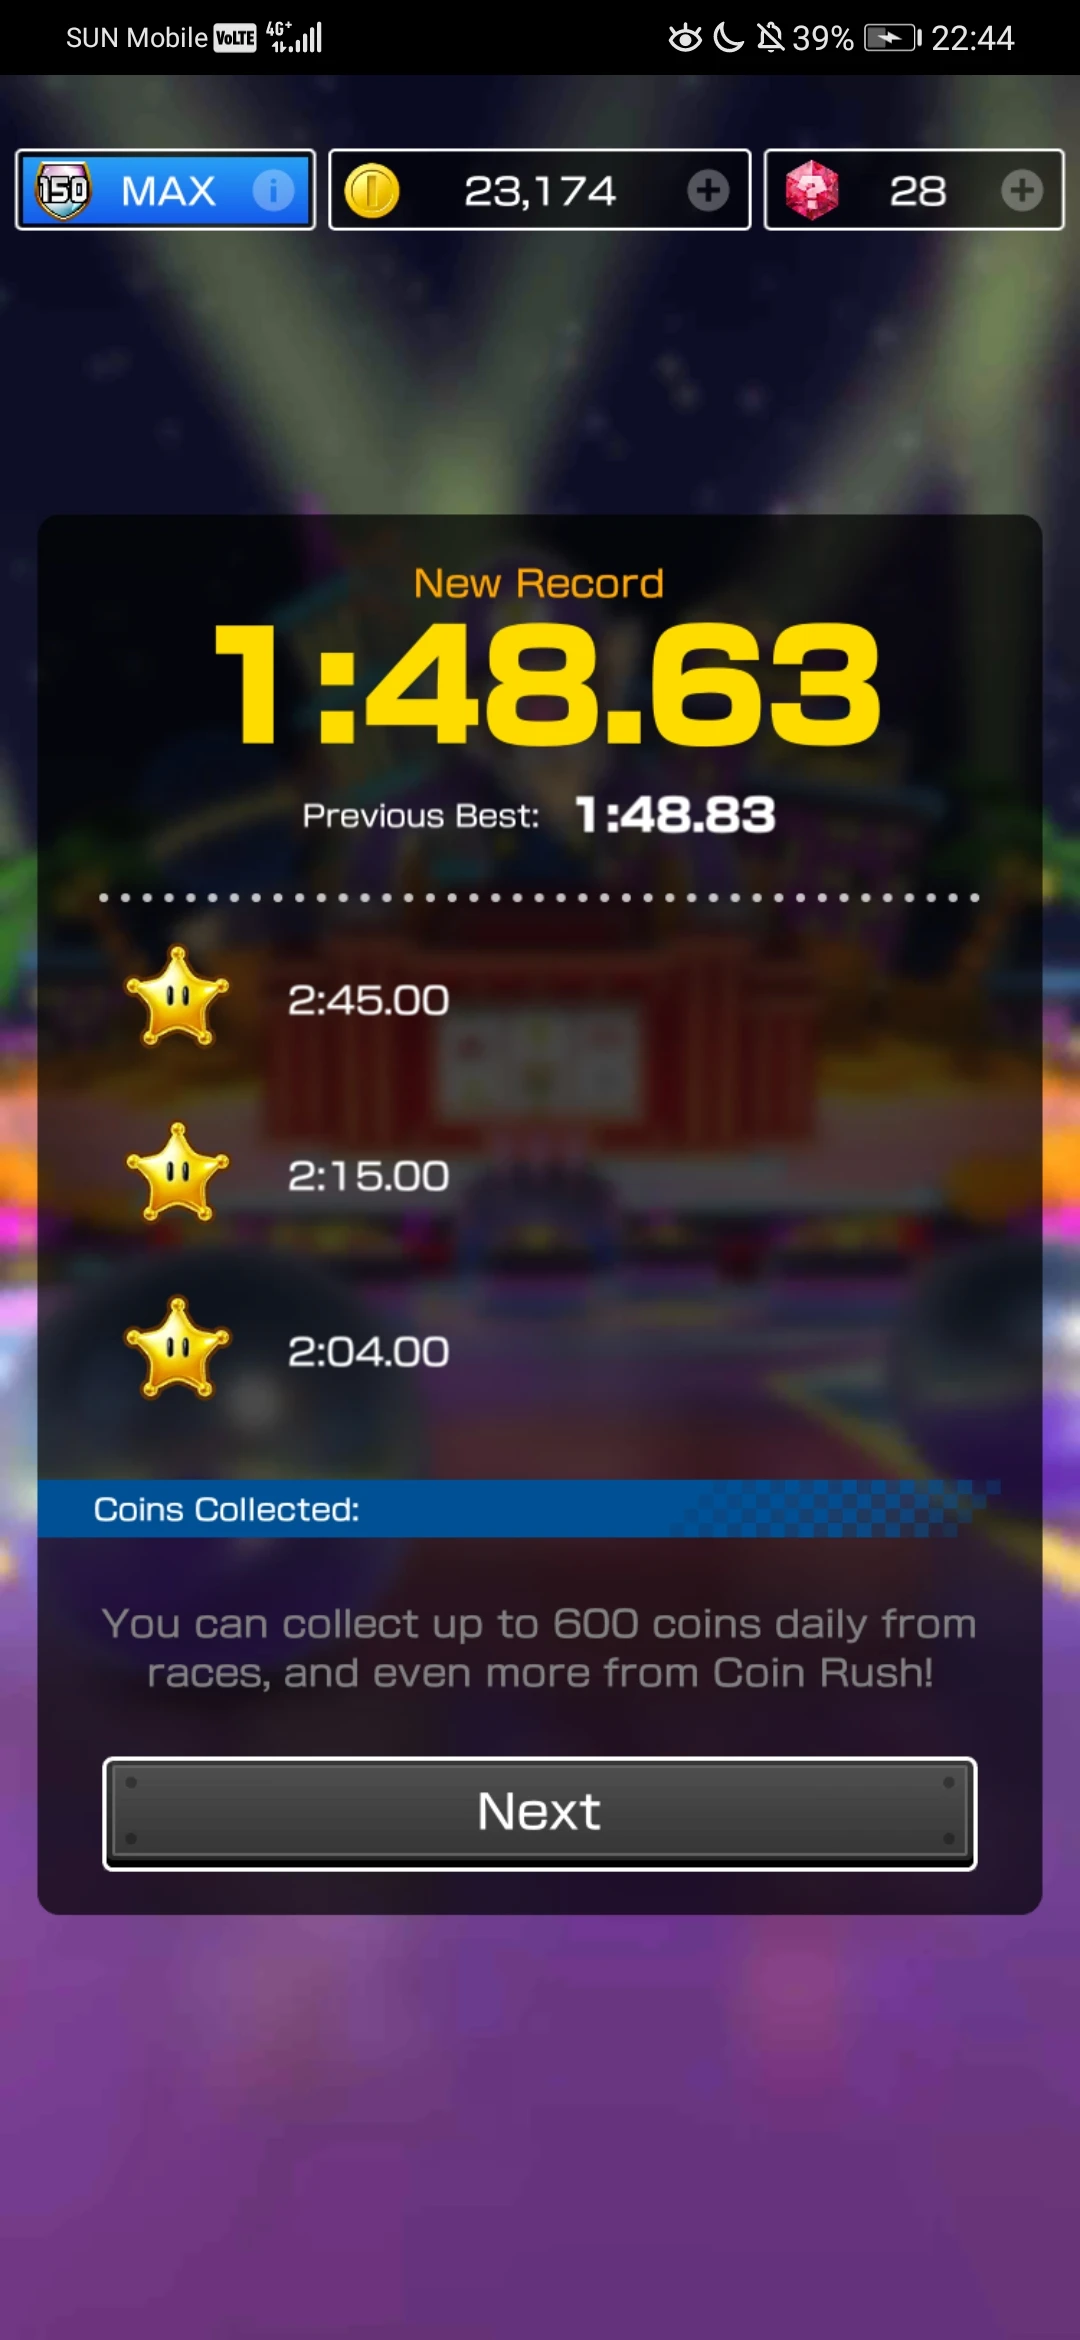 SUN Mobile VoLTE 4G+ 39% 22:44
150 MAX i 23,174 + 28 +
New Record
1:48.63
Previous Best: 1:48.83
2:45.00
2:15.00
2:04.00
Coins Collected:
You can collect up to 600 coins daily from
races, and even more from Coin Rush!
Next